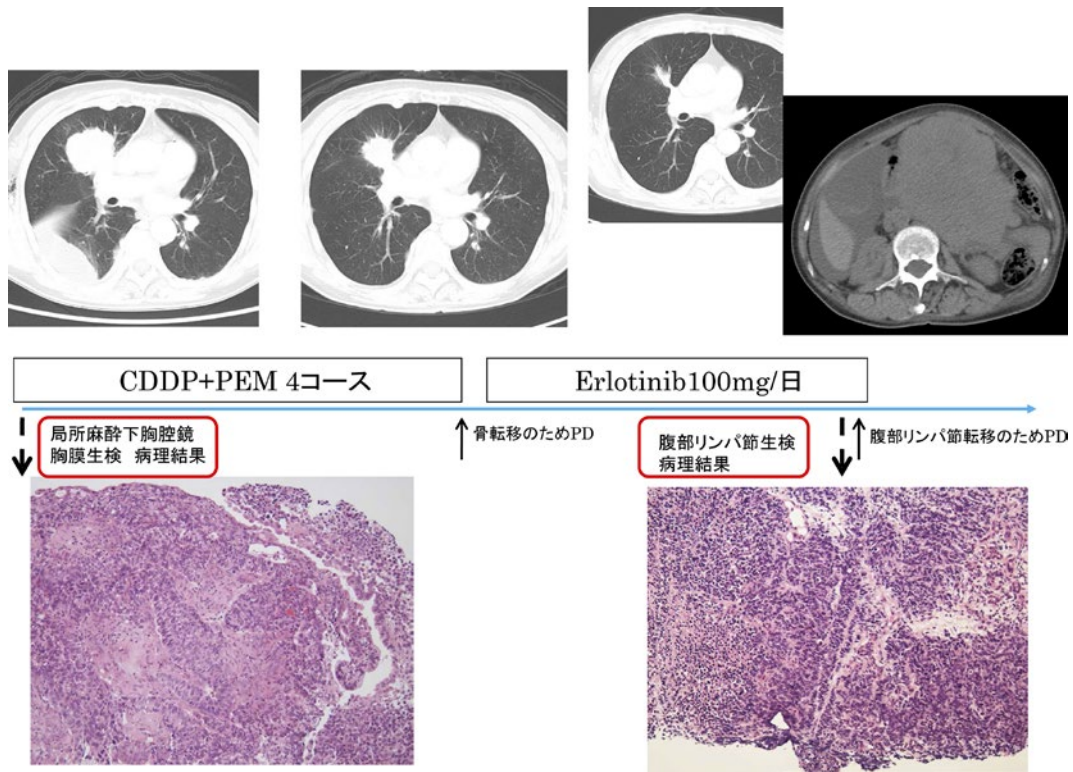 CDDP+PEM 4コース
Erlotinib100mg/日
局所麻酔下胸腔鏡
胸膜生検 病理結果
骨転移のためPD
腹部リンパ節生検
病理結果
腹部リンパ節転移のためPD